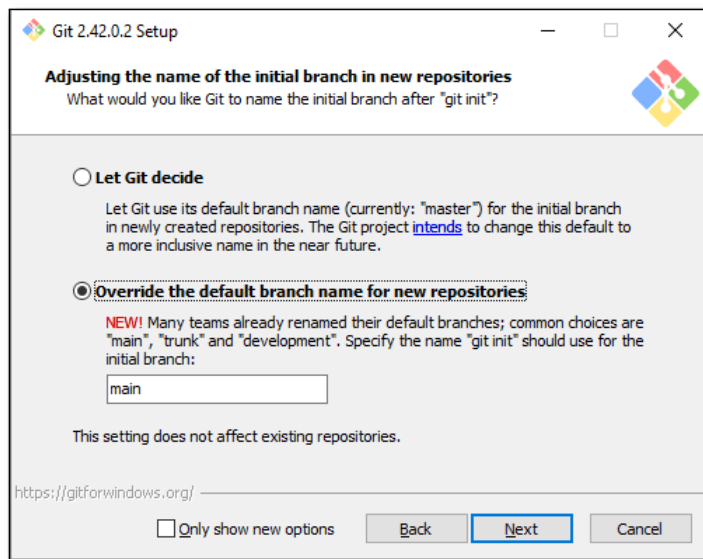 Git 2.42.0.2 Setup
Adjusting the name of the initial branch in new repositories
What would you like Git to name the initial branch after "git init"?
Let Git decide
Let Git use its default branch name (currently: "master") for the initial branch
in newly created repositories. The Git project intends to change this default to
a more inclusive name in the near future.
Override the default branch name for new repositories
NEW! Many teams already renamed their default branches; common choices are
"main", "trunk" and "development". Specify the name "git init" should use for the
initial branch:
main
This setting does not affect existing repositories.
https://gitforwindows.org/
Only show new options
Back
Next
Cancel